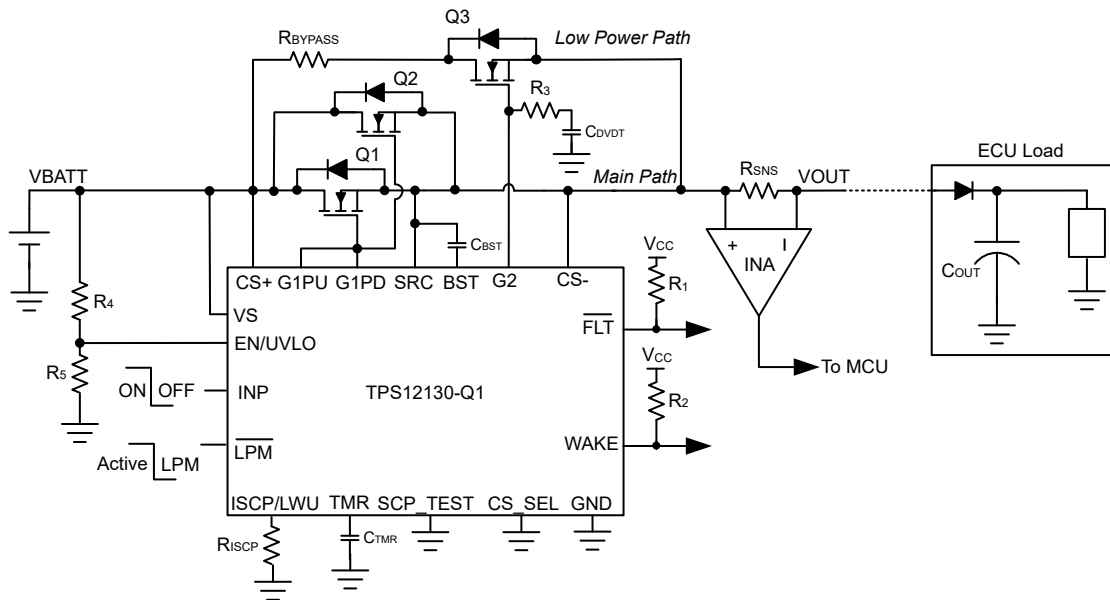 Q3
RBYPASS
Low Power Path
Q2
R3
CDVDT
Q1
ECU Load
VBATT
Main Path
RSNS
VOUT
CBST
VCC
+
I
INA
COUT
CS+
G1PU
G1PD
SRC
BST
G2
CS-
R1
R4
VS
FLT
EN/UVLO
VCC
To MCU
R5
ON
OFF
INP
TPS12130-Q1
R2
WAKE
Active
LPM
LPM
ISCP/LWU
TMR
SCP_TEST
CS_SEL
GND
RISCP
CTMR